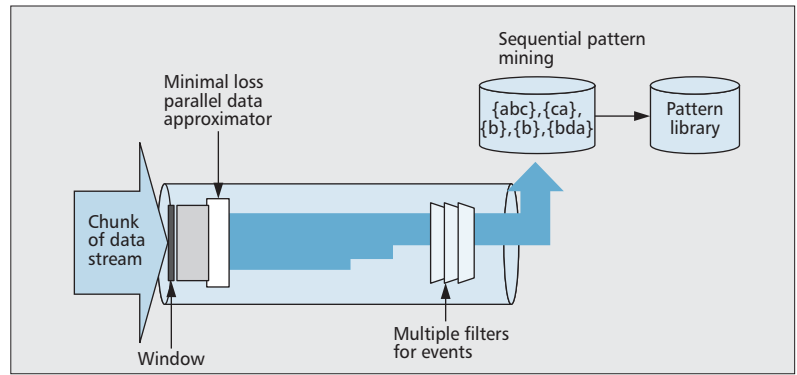 Sequential pattern
mining
Minimal loss
parallel data
approximator
{abc},{ca},
{b},{b},{bda}
Pattern
library
Chunk
of data
stream
Window
Multiple filters
for events